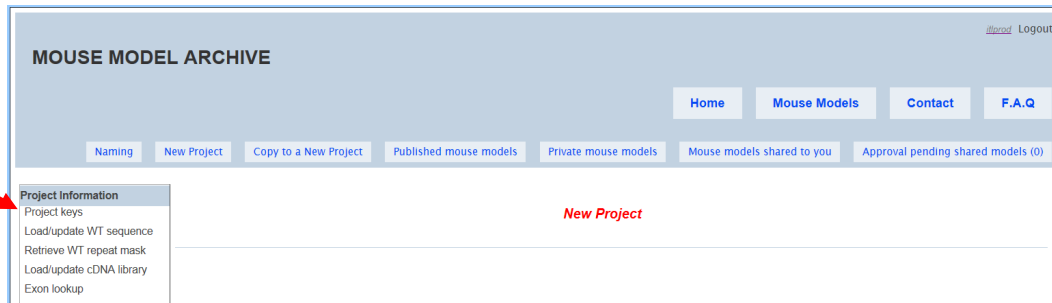 iflprod Logout
MOUSE MODEL ARCHIVE
Home Mouse Models Contact F.A.Q
Naming New Project Copy to a New Project Published mouse models Private mouse models Mouse models shared to you Approval pending shared models (0)
Project Information
Project keys
New Project
Load/update WT sequence
Retrieve WT repeat mask
Load/update cDNA library
Exon lookup